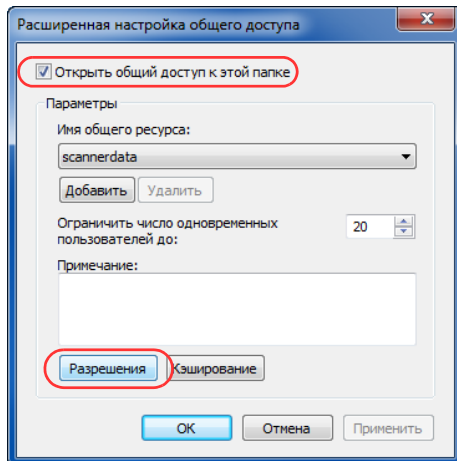 Расширенная настройка общего доступа
Открыть общий доступ к этой папке
Параметры
Имя общего ресурса:
scannerdata
Добавить Удалить
Ограничить число одновременных
пользователей до:
20
Примечание:
Разрешения Кэширование
ОК Отмена Применить